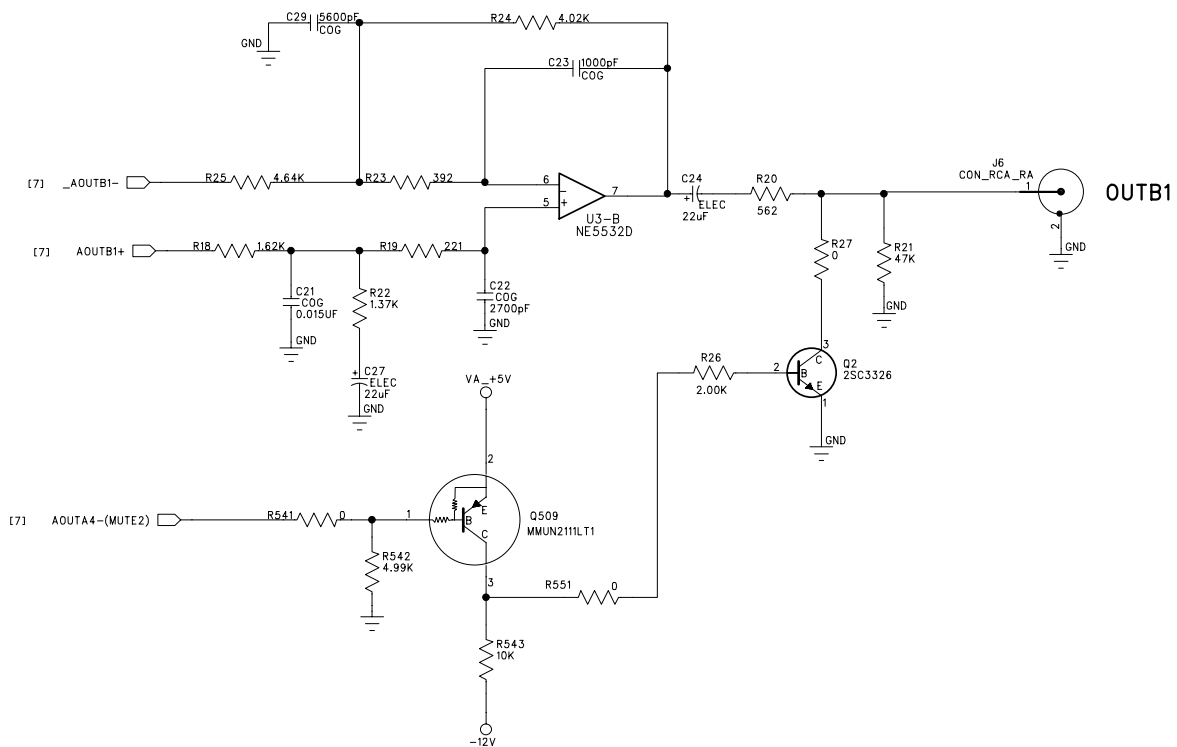 C29 5600pF
COG
GND
R24 4.02K
C23 1000pF
COG
[7] _AOUTB1- R25 4.64K R23 392
6
5
7
U3-B
NE5532D
C24
+ ELEC
22uF
R20
562
J6
CON_RCA_RA
1
2
GND
OUTB1
[7] AOUTB1+ R18 1.62K R19 221
C21
COG
0.015UF
GND
R22
1.37K
C27
+ ELEC
22uF
GND
C22
COG
2700pF
GND
R27
0
R21
47K
GND
R26
2.00K
2
3
C
B
E
1
Q2
2SC3326
GND
VA_+5V
2
[7] AOUTA4-(MUTE2) R541 0
1
B
E
C
Q509
MMUN2111LT1
3
R542
4.99K
R551 0
R543
10K
-12V